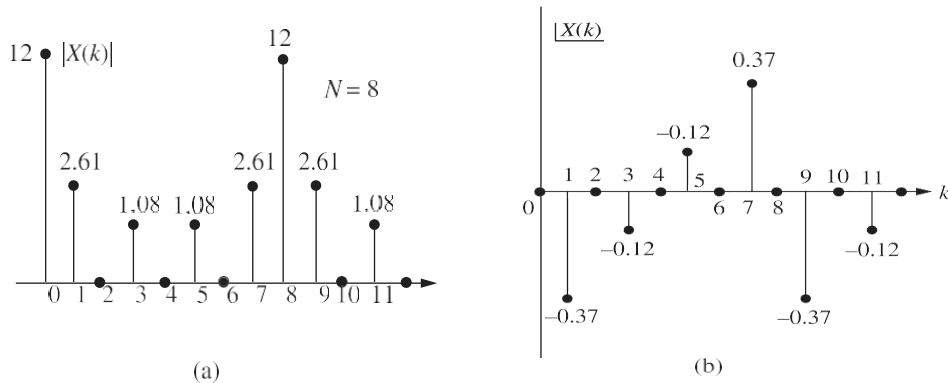 12 |X(k)|
12
N = 8
2.61
2.61
2.61
1.08
1.08
1.08
0 1 2 3 4 5 6 7 8 9 10 11
(a)
X(k)
0.37
–0.12
1 2 3 4 5 9 10 11
0 6 7 8 k
–0.12
–0.12
–0.37
–0.37
(b)